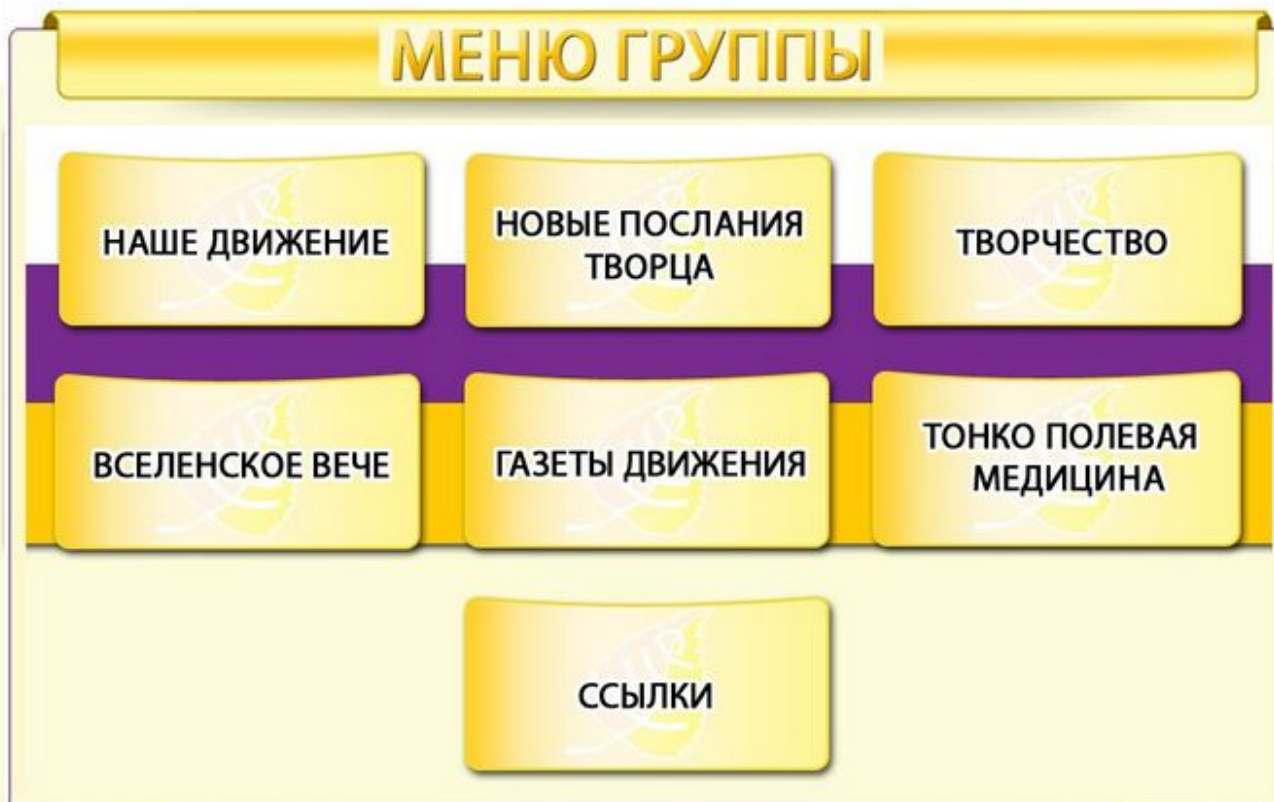 МЕНЮ ГРУППЫ
НАШЕ ДВИЖЕНИЕ
НОВЫЕ ПОСЛАНИЯ
ТВОРЦА
ТВОРЧЕСТВО
ВСЕЛЕНСКОЕ ВЕЧЕ
ГАЗЕТЫ ДВИЖЕНИЯ
ТОНКО ПОЛЕВАЯ
МЕДИЦИНА
ССЫЛКИ